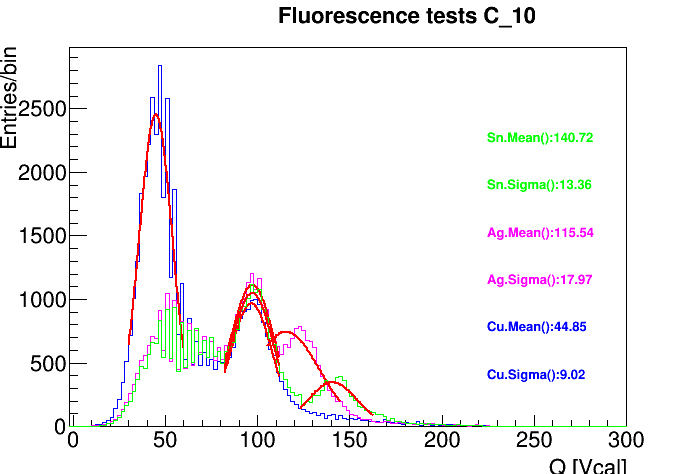 Fluorescence tests C_10
Entries/bin
2500
2000
1500
1000
500
0
Sn.Mean():140.72
Sn.Sigma():13.36
Ag.Mean():115.54
Ag.Sigma():17.97
Cu.Mean():44.85
Cu.Sigma():9.02
0 50 100 150 200 250 300
Q [Vcal]